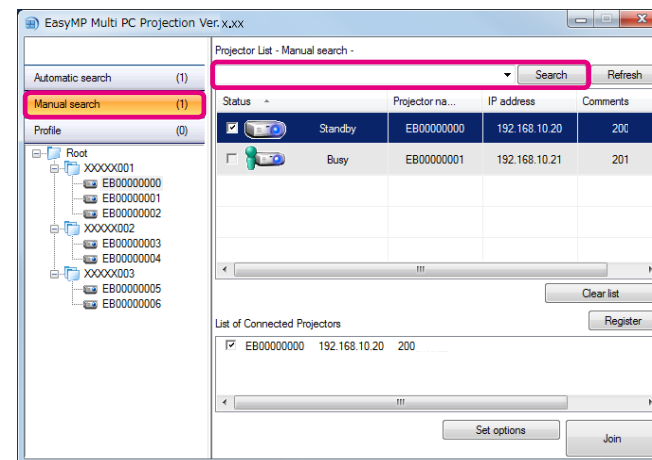 EasyMP Multi PC Projection Ver.x.xx
Projector List - Manual search -
Automatic search (1)
Search
Refresh
Manual search (1)
Status
Projector na...
IP address
Comments
Profile (0)
Standby EB00000000 192.168.10.20 200
Busy EB00000001 192.168.10.21 201
Root
XXXXX001
EB00000000
EB00000001
EB00000002
XXXXX002
EB00000003
EB00000004
XXXXX003
EB00000005
EB00000006
Clear list
List of Connected Projectors
Register
EB00000000 192.168.10.20 200
Set options
Join